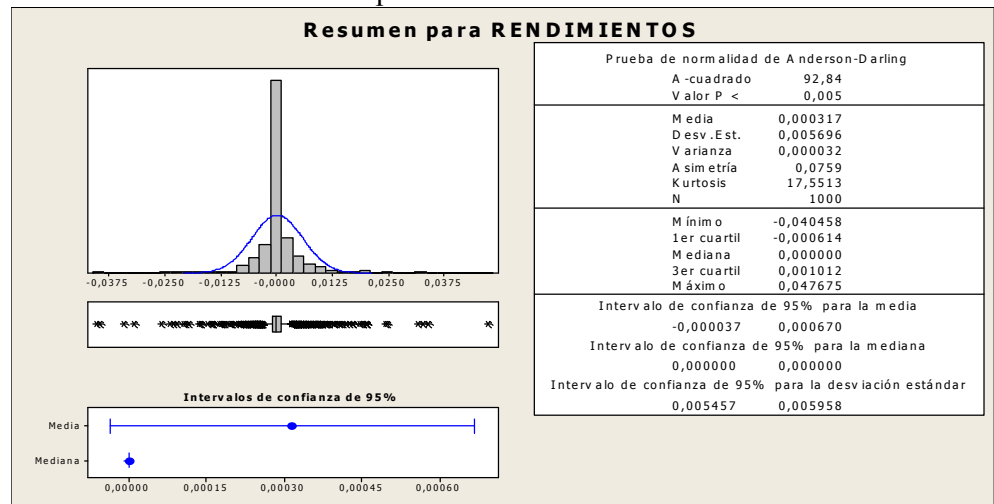 Resumen para RENDIMIENTOS
-0,0375 -0,0250 -0,0125 -0,0000 0,0125 0,0250 0,0375
Intervalos de confianza de 95%
Media
Mediana
0,00000 0,00015 0,00030 0,00045 0,00060
Prueba de normalidad de Anderson-Darling
A-cuadrado 92,84
Valor P < 0,005
Media 0,000317
Desv.Est. 0,005696
Varianza 0,000032
Asimetría 0,0759
Kurtosis 17,5513
N 1000
Mínimo -0,040458
1er cuartil -0,000614
Mediana 0,000000
3er cuartil 0,001012
Máximo 0,047675
Intervalo de confianza de 95% para la media
-0,000037 0,000670
Intervalo de confianza de 95% para la mediana
0,000000 0,000000
Intervalo de confianza de 95% para la desviación estándar
0,005457 0,005958